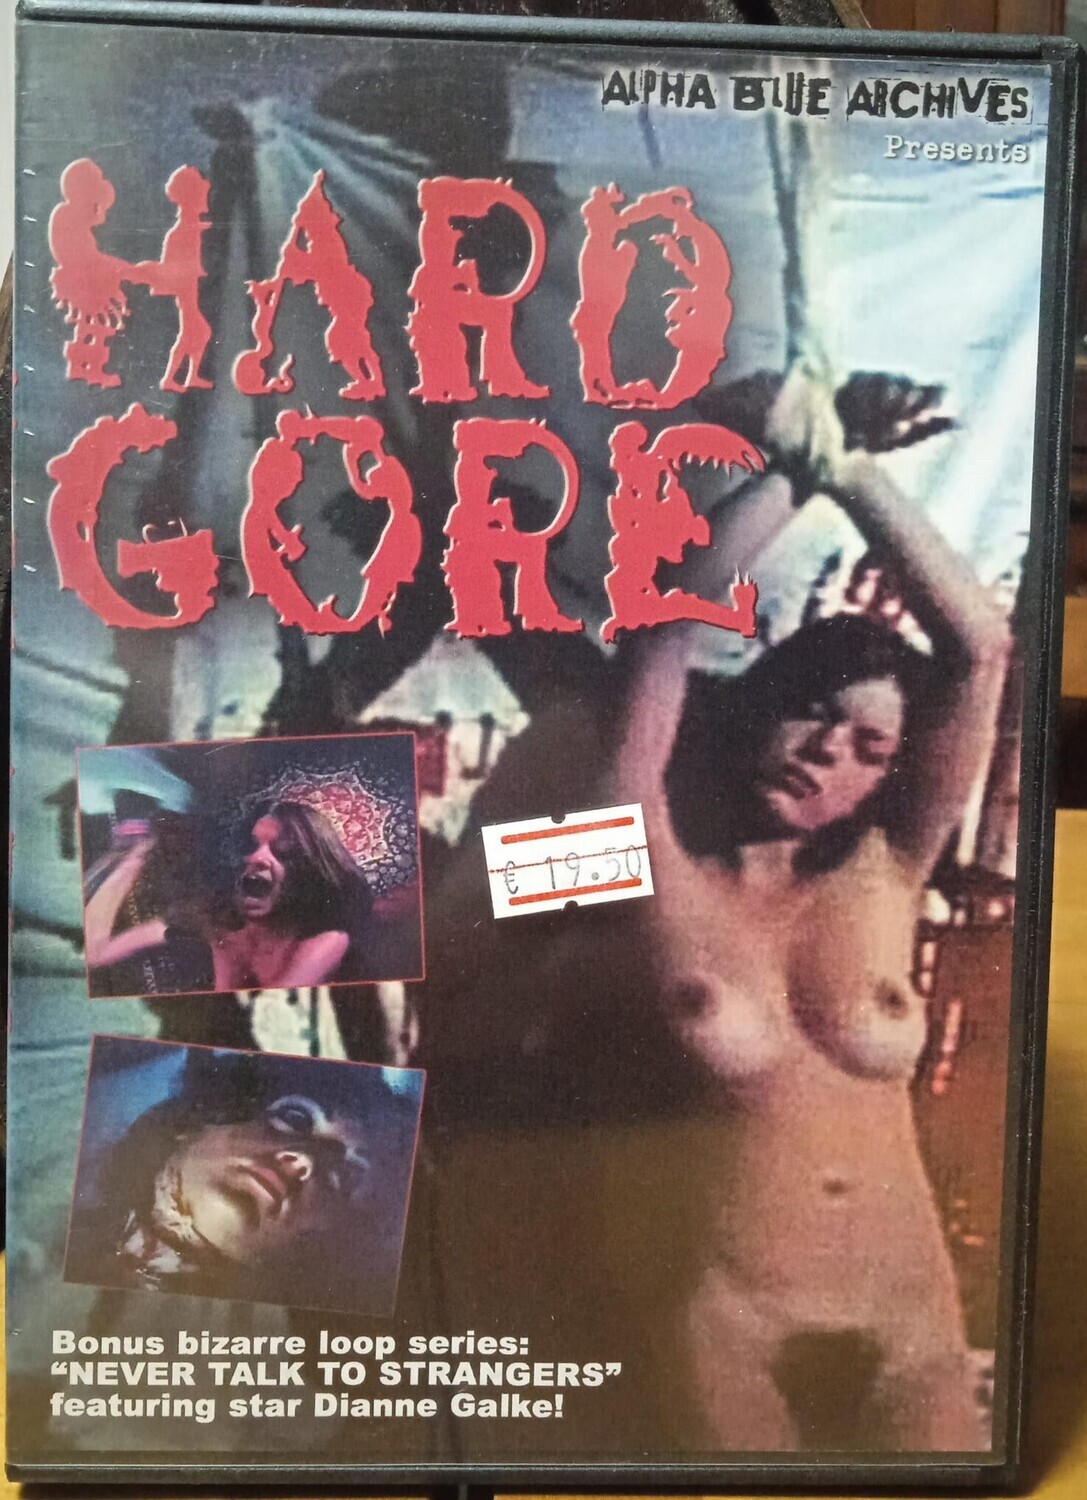 ALPHA BLUE ARCHIVES
Presents
HARD
GORE
€ 19.50
Bonus bizarre loop series:
“NEVER TALK TO STRANGERS”
featuring star Dianne Galke!